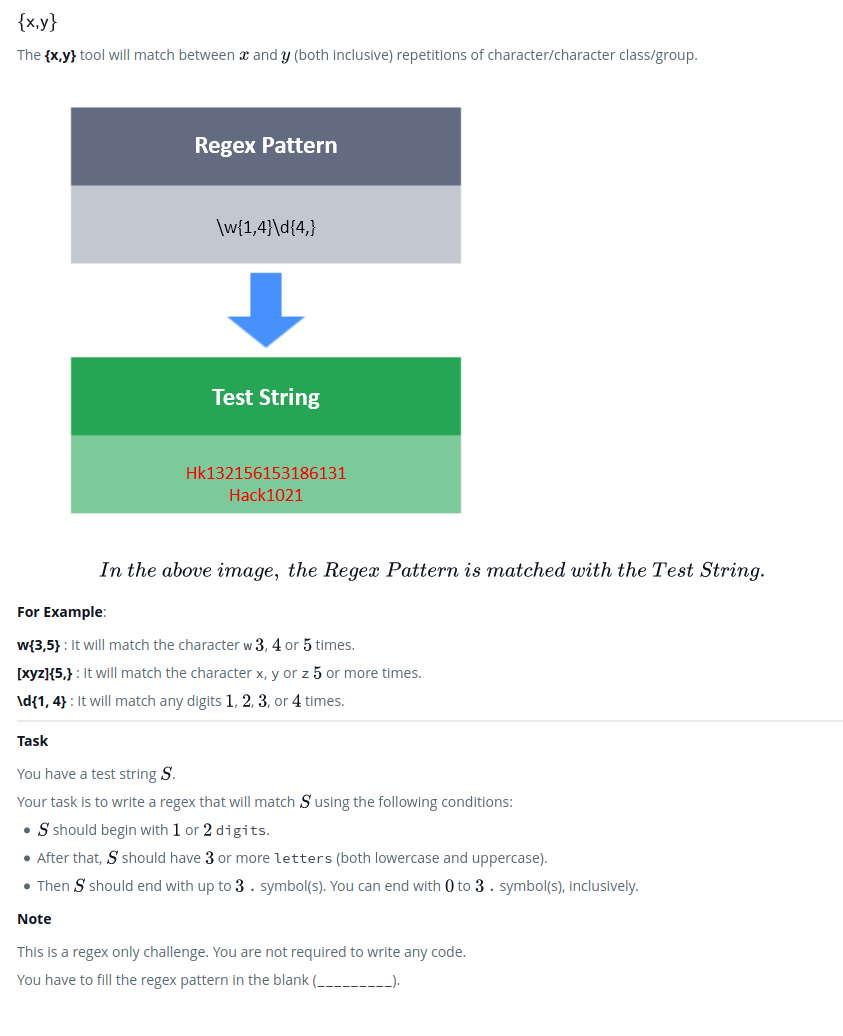 {x,y}
The {x,y} tool will match between x and y (both inclusive) repetitions of character/character class/group.
Regex Pattern
\w{1,4}\d{4,}
Test String
Hk132156153186131
Hack1021
In the above image, the Regex Pattern is matched with the Test String.
For Example:
w{3,5} : It will match the character w 3, 4 or 5 times.
[xyz]{5,} : It will match the character x, y or z 5 or more times.
\d{1, 4} : It will match any digits 1, 2, 3, or 4 times.
Task
You have a test string S.
Your task is to write a regex that will match S using the following conditions:
• S should begin with 1 or 2 digits.
• After that, S should have 3 or more letters (both lowercase and uppercase).
• Then S should end with up to 3 . symbol(s). You can end with 0 to 3 . symbol(s), inclusively.
Note
This is a regex only challenge. You are not required to write any code.
You have to fill the regex pattern in the blank (_________).